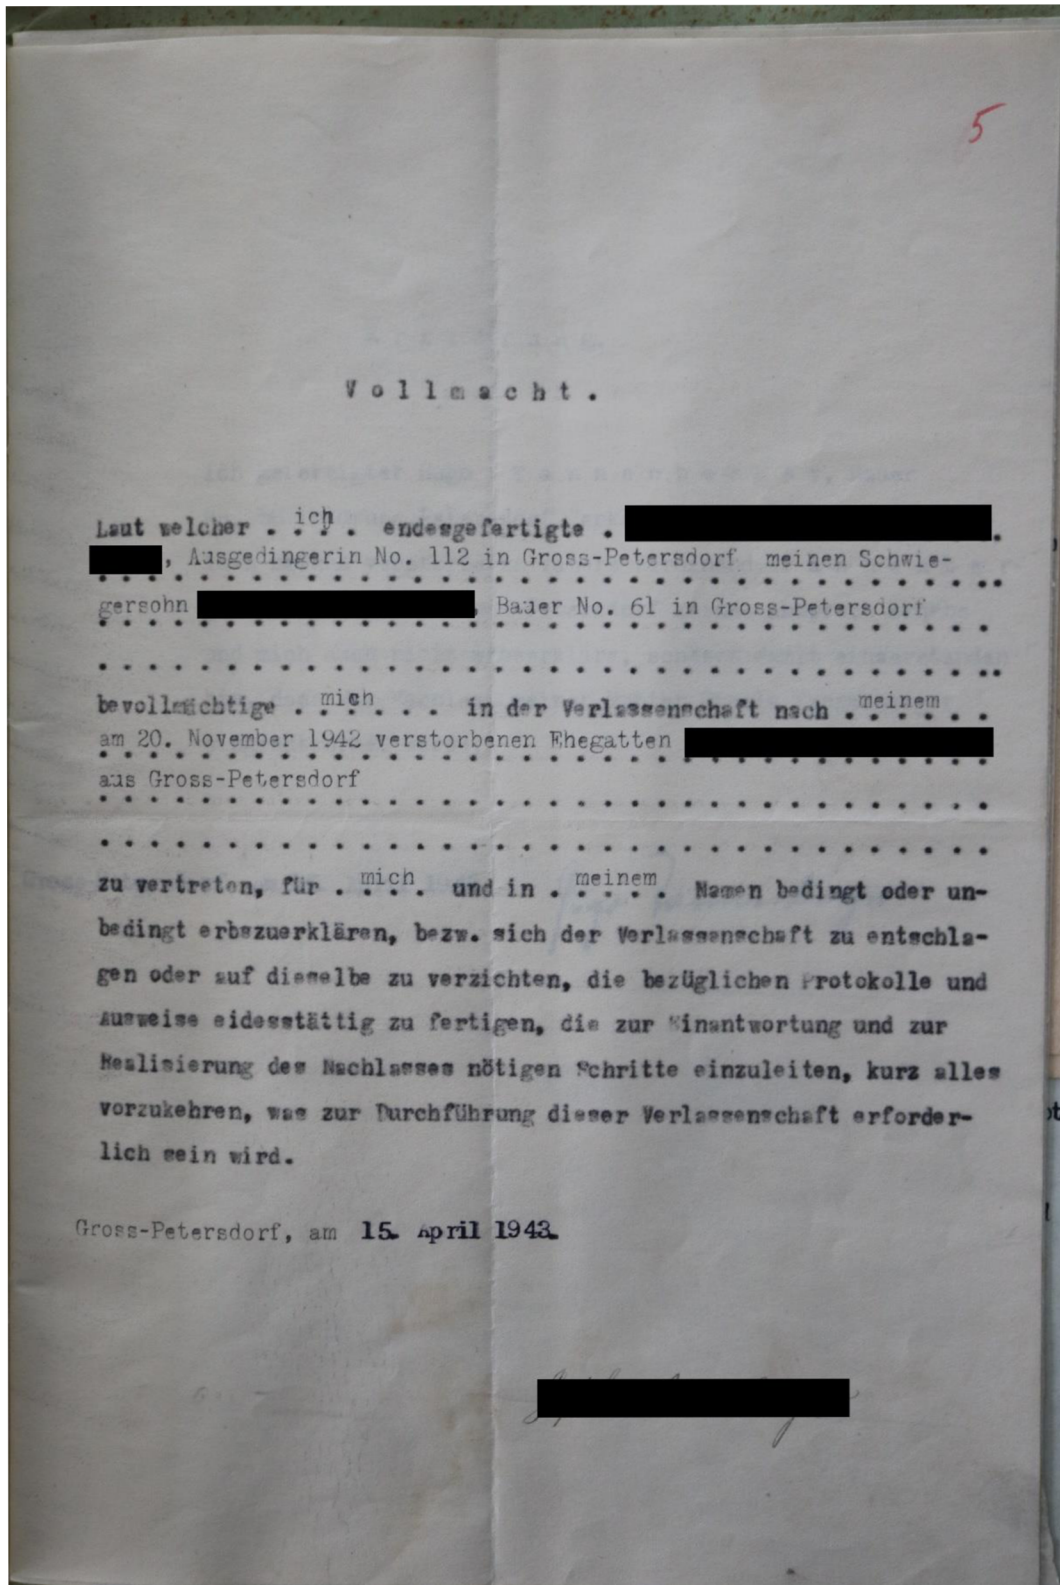 5
Vollmacht.
Laut welcher . ich . endesgefertigte .
, Ausgedingerin No. 112 in Gross-Petersdorf meinen Schwie-
gersohn , Bauer No. 61 in Gross-Petersdorf
bevollmächtige . mich . . . in der Verlassenschaft nach . meinem . .
am 20. November 1942 verstorbenen Ehegatten
aus Gross-Petersdorf
zu vertreten, für . mich . und in . meinem . Namen bedingt oder un-
bedingt erbszuerklären, bezw. sich der Verlassenschaft zu entschla-
gen oder auf dieselbe zu verzichten, die bezüglichen Protokolle und
Ausweise eidesstättig zu fertigen, die zur Einantwortung und zur
Realisierung des Nachlasses nötigen Schritte einzuleiten, kurz alles
vorzukehren, was zur Durchführung dieser Verlassenschaft erforder-
lich sein wird.
Gross-Petersdorf, am 15. April 1943.